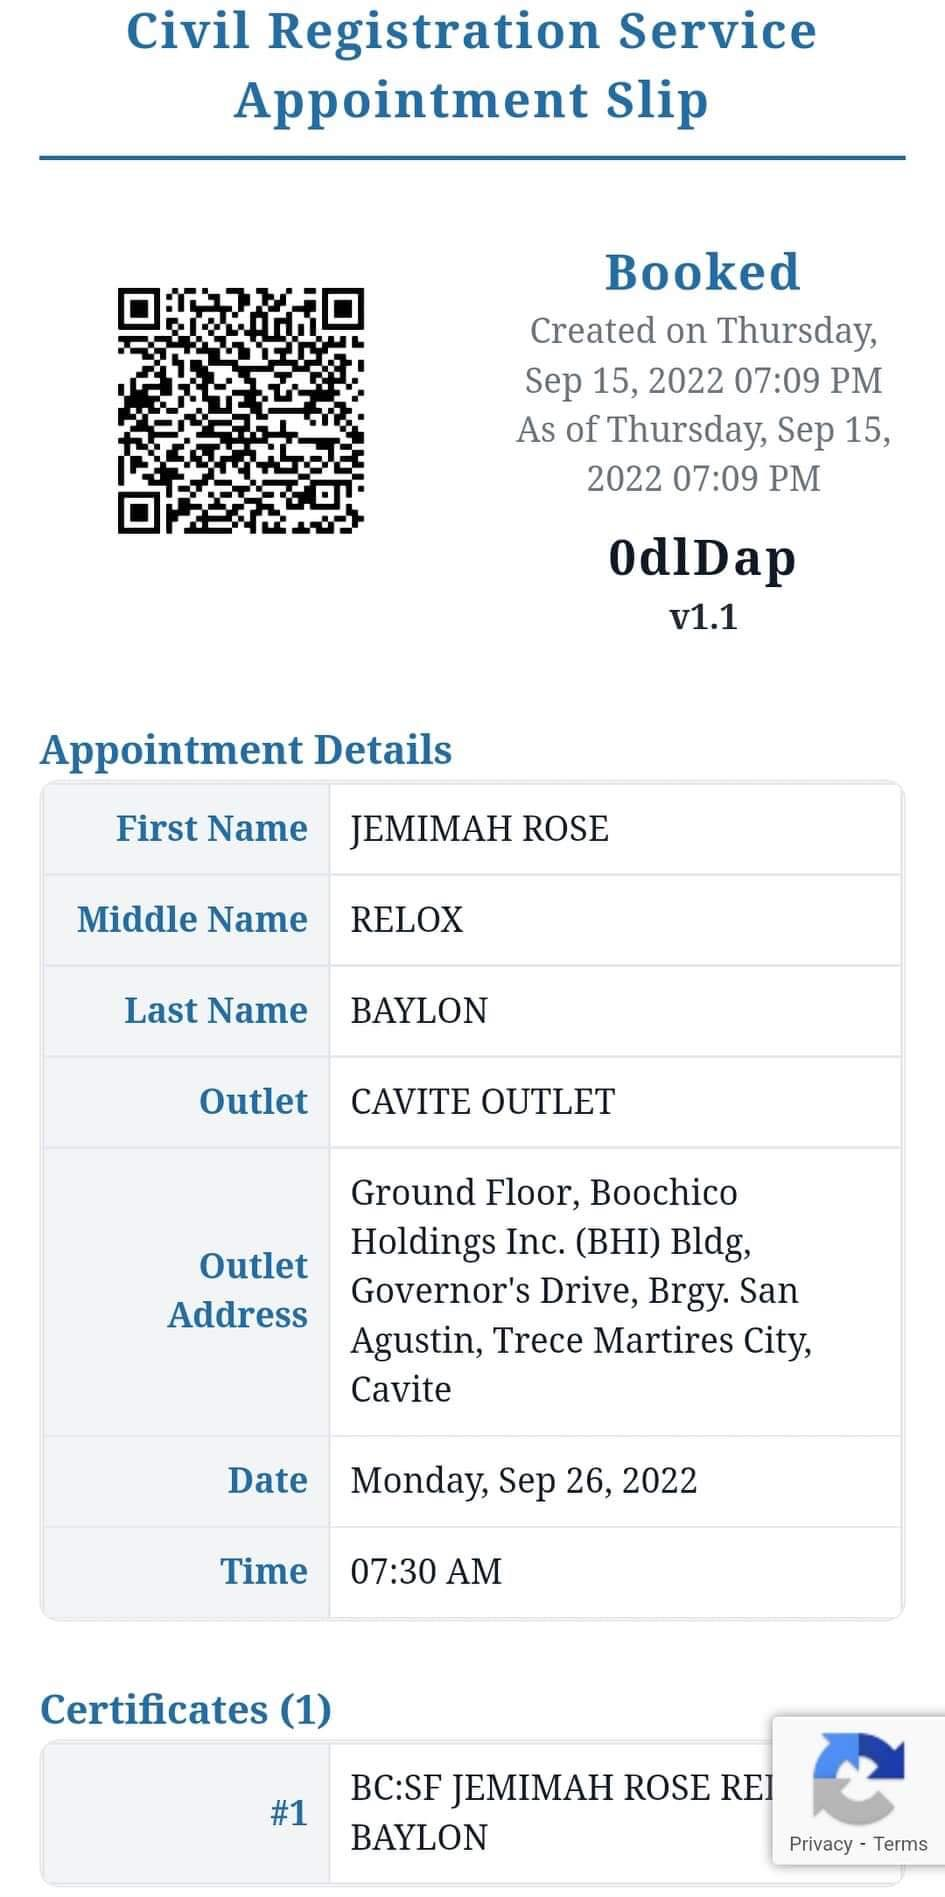 Civil Registration Service
Appointment Slip
Booked
Created on Thursday,
Sep 15, 2022 07:09 PM
As of Thursday, Sep 15,
2022 07:09 PM
0dlDap
v1.1
Appointment Details
First Name JEMIMAH ROSE
Middle Name RELOX
Last Name BAYLON
Outlet CAVITE OUTLET
Outlet
Address
Ground Floor, Boochico
Holdings Inc. (BHI) Bldg,
Governor's Drive, Brgy. San
Agustin, Trece Martires City,
Cavite
Date Monday, Sep 26, 2022
Time 07:30 AM
Certificates (1)
#1
BC:SF JEMIMAH ROSE
BAYLON
Privacy - Terms